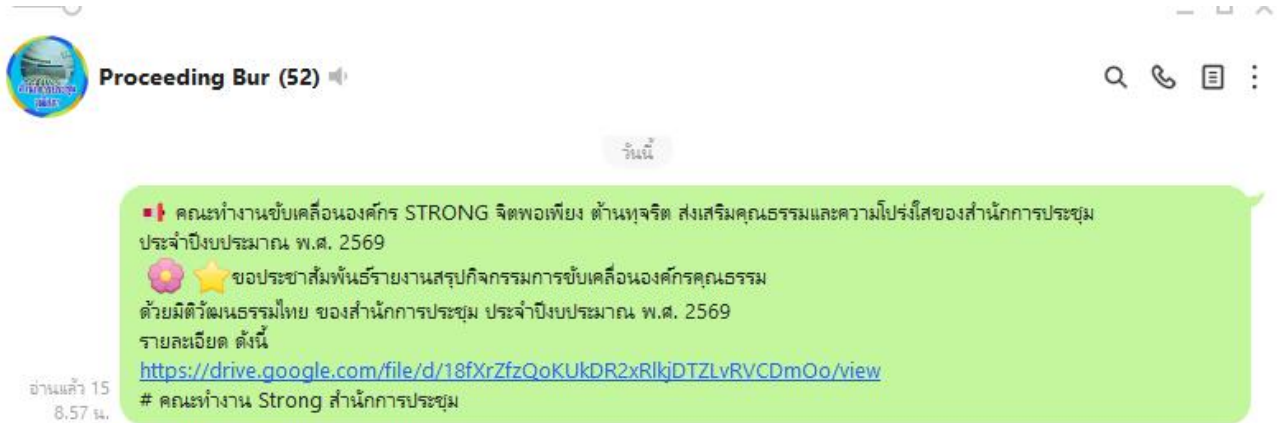 Proceeding Bur (52)
วันนี้
คณะทำงานขับเคลื่อนองค์กร STRONG จิตพอเพียง ต้านทุจริต ส่งเสริมคุณธรรมและความโปร่งใสของสำนักการประชุม
ประจำปีงบประมาณ พ.ศ. 2569
ขอประชาสัมพันธ์รายงานสรุปกิจกรรมการขับเคลื่อนองค์กรคุณธรรม
ด้วยมิติวัฒนธรรมไทย ของสำนักการประชุม ประจำปีงบประมาณ พ.ศ. 2569
รายละเอียด ดังนี้
https://drive.google.com/file/d/18fXrZfzQoKUkDR2xRlkjDTZLvRVCDmOo/view
# คณะทำงาน Strong สำนักการประชุม
อ่านแล้ว 15
8.57 น.